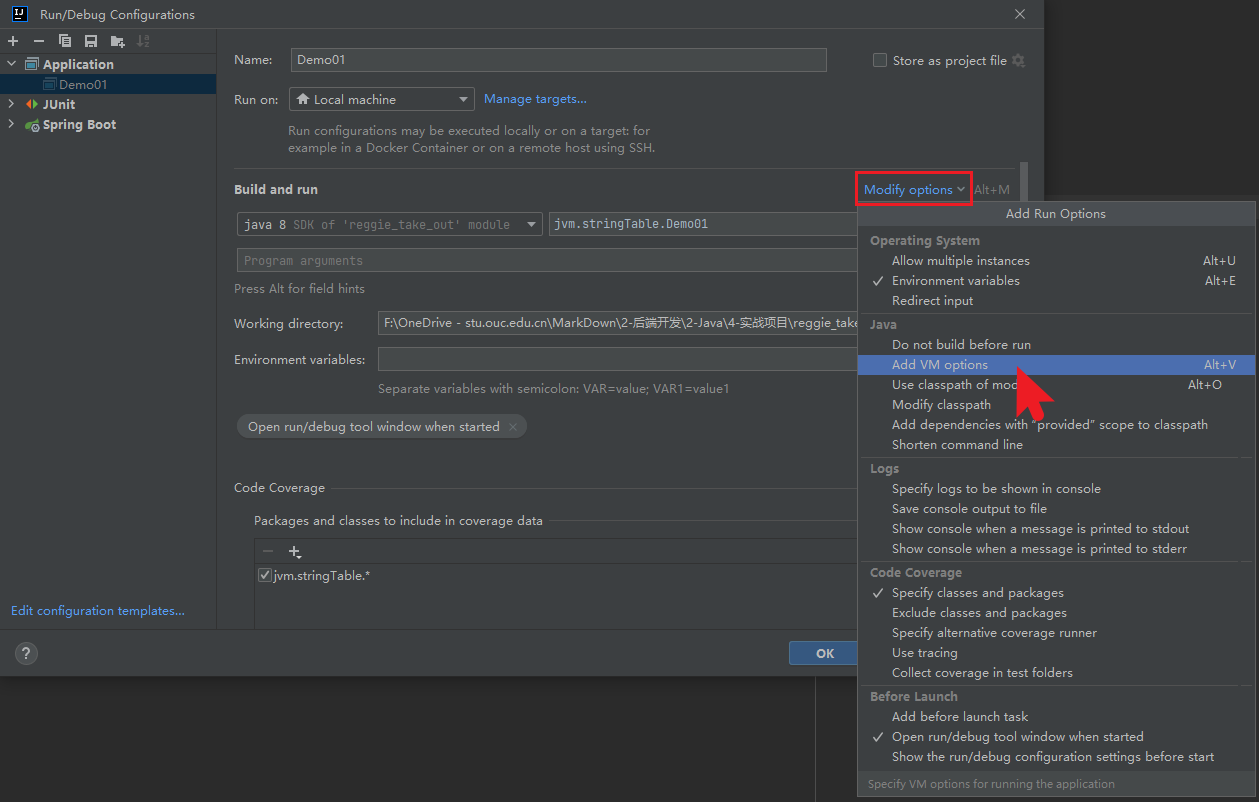 Run/Debug Configurations
Application
Demo01
JUnit
Spring Boot
Edit configuration templates...
Name: Demo01
Store as project file
Run on: Local machine Manage targets...
Run configurations may be executed locally or on a target: for
example in a Docker Container or on a remote host using SSH.
Build and run
Modify options Alt+M
java 8 SDK of 'reggie_take_out' module jvm.stringTable.Demo01
Program arguments
Press Alt for field hints
Working directory: F:\OneDrive - stu.ouc.edu.cn\MarkDown\2-后端开发\2-Java\4-实战项目\reggie_take
Environment variables:
Separate variables with semicolon: VAR=value; VAR1=value1
Open run/debug tool window when started
Code Coverage
Packages and classes to include in coverage data
jvm.stringTable.*
?
OK
Add Run Options
Operating System
Allow multiple instances Alt+U
Environment variables Alt+E
Redirect input
Java
Do not build before run
Add VM options Alt+V
Use classpath of mod Alt+O
Modify classpath
Add dependencies with “provided” scope to classpath
Shorten command line
Logs
Specify logs to be shown in console
Save console output to file
Show console when a message is printed to stdout
Show console when a message is printed to stderr
Code Coverage
Specify classes and packages
Exclude classes and packages
Specify alternative coverage runner
Use tracing
Collect coverage in test folders
Before Launch
Add before launch task
Open run/debug tool window when started
Show the run/debug configuration settings before start
Specify VM options for running the application